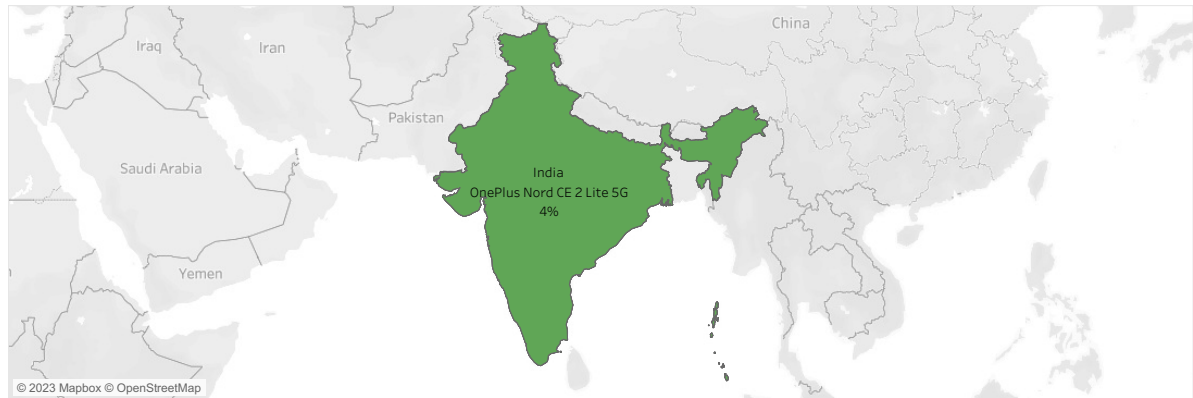 China
Iraq
Iran
Pakistan
Saudi Arabia
India
OnePlus Nord CE 2 Lite 5G
4%
Yemen
© 2023 Mapbox © OpenStreetMap